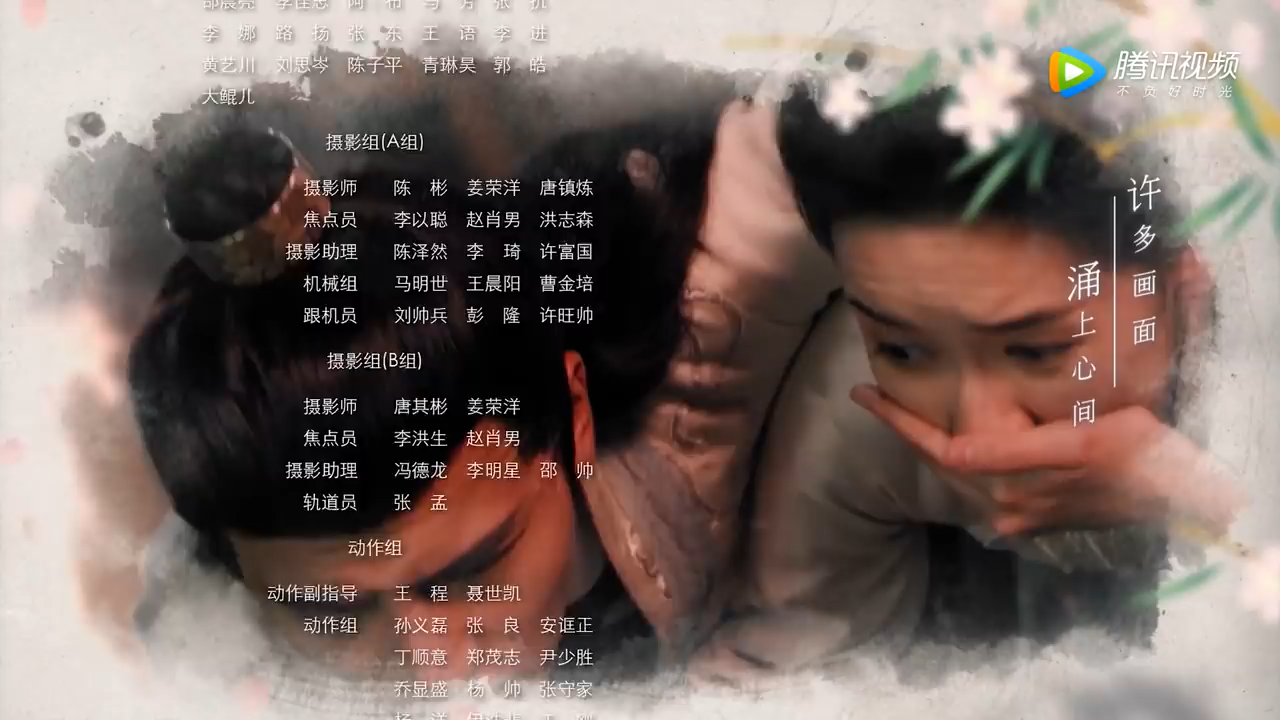 李 娜 路 扬 张 东 王 语 李 进
黄艺川 刘思岑 陈子平 胥琳昊 郭 皓
大鲲儿
摄影组(A组)
摄影师 陈 彬 姜荣洋 唐镇炼
焦点员 李以聪 赵肖男 洪志森
摄影助理 陈泽然 李 琦 许富国
机械组 马明世 王晨阳 曹金培
跟机员 刘帅兵 彭 隆 许旺帅
摄影组(B组)
摄影师 唐其彬 姜荣洋
焦点员 李洪生 赵肖男
摄影助理 冯德龙 李明星 邵 帅
轨道员 张 孟
动作组
动作副指导 王 程 聂世凯
动作组 孙义磊 张 良 安诓正
丁顺意 郑茂志 尹少胜
乔显盛 杨 帅 张守家
腾讯视频
不负好时光
许多画面
涌上心间